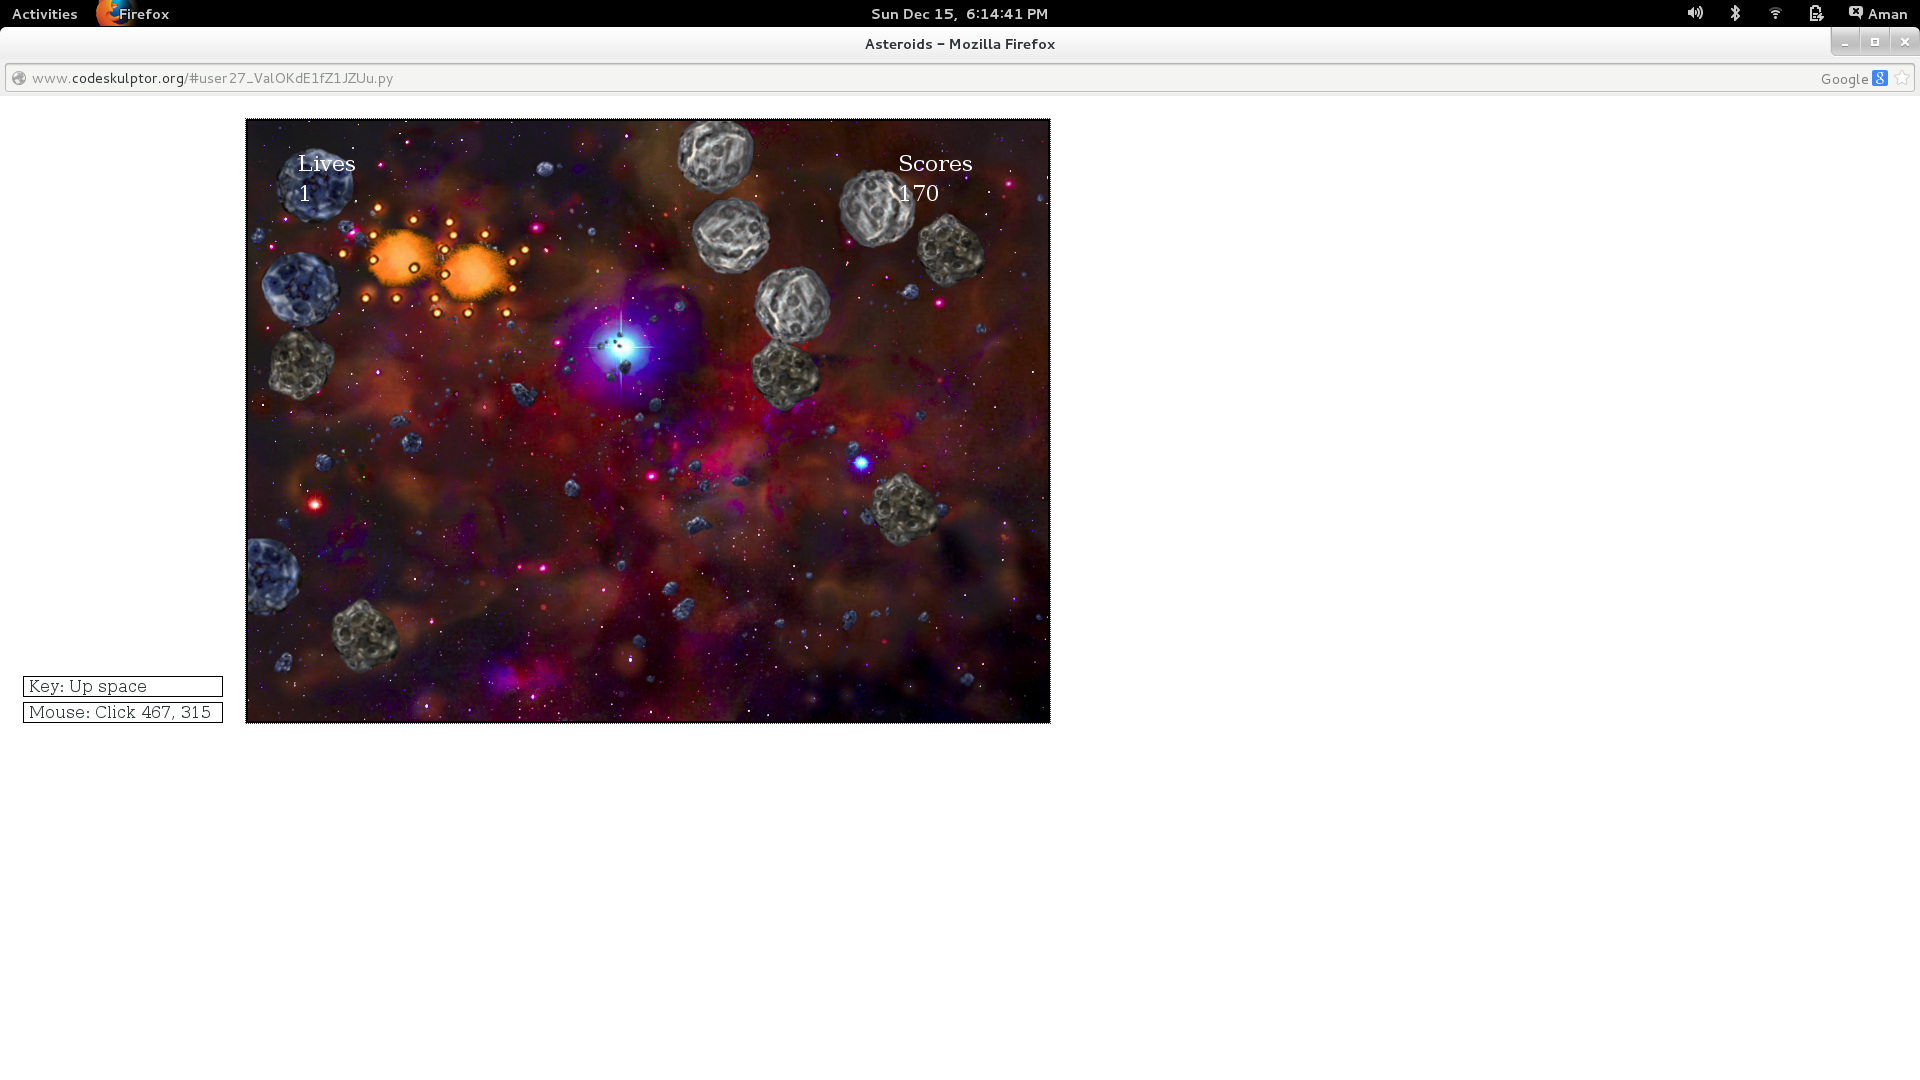 Activities Firefox Sun Dec 15, 6:14:41 PM Aman
Asteroids - Mozilla Firefox
www.codeskulptor.org/#user27_ValOKdE1fZ1JZUu.py Google 8
Lives Scores
1 170
Key: Up space
Mouse: Click 467, 315